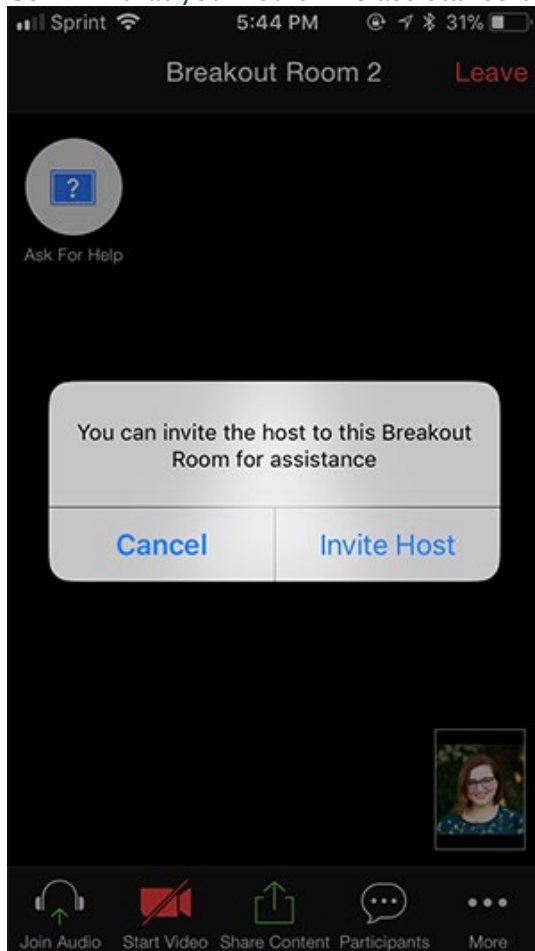 Sprint 5:44 PM 31%
Breakout Room 2 Leave
?
Ask For Help
You can invite the host to this Breakout
Room for assistance
Cancel Invite Host
Join Audio Start Video Share Content Participants More